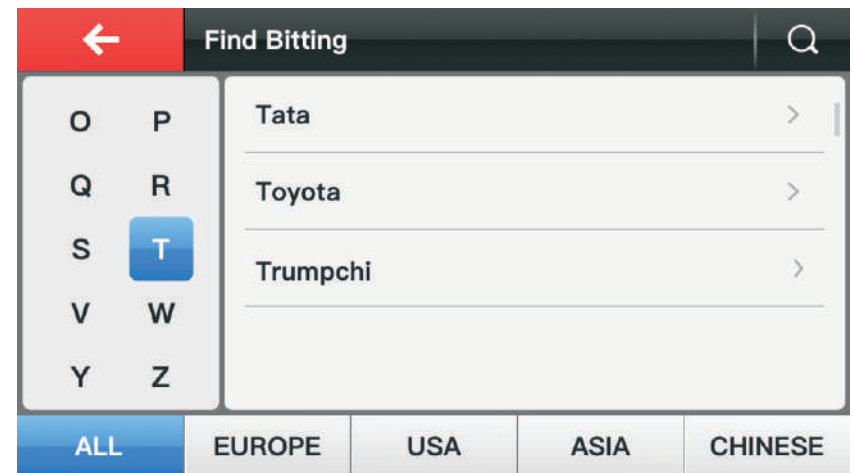 Find Bitting
O P
Q R
S T
V W
Y Z
Tata
Toyota
Trumpchi
ALL EUROPE USA ASIA CHINESE